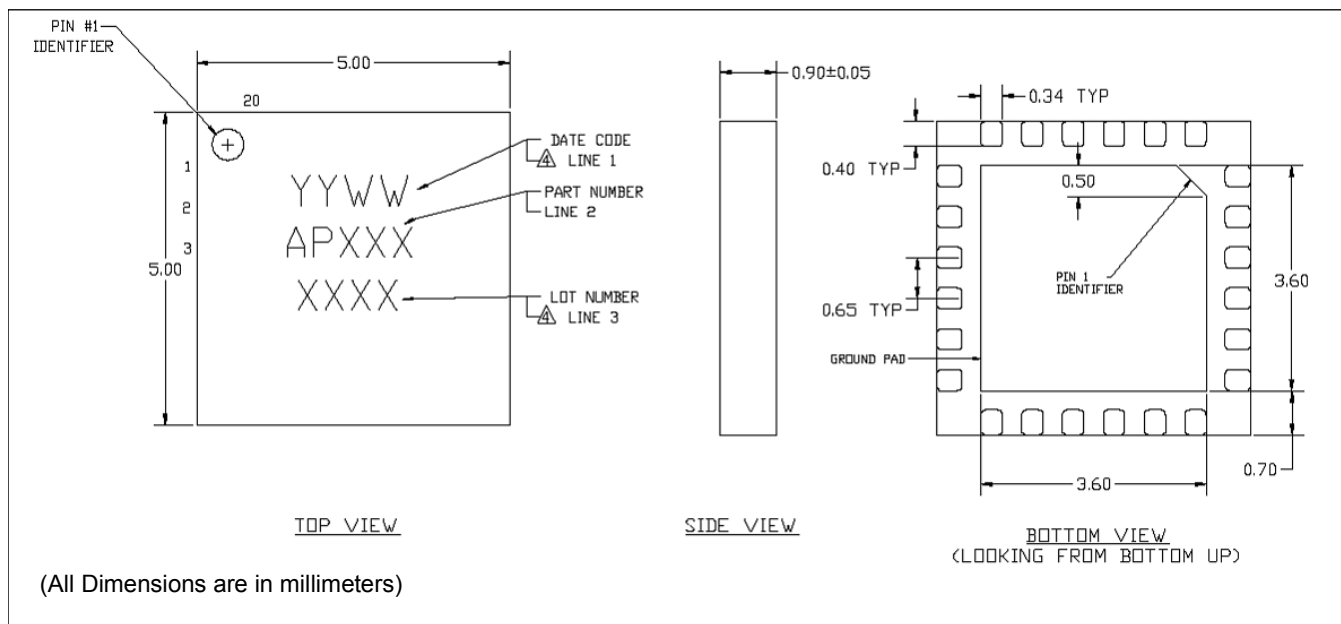 PIN #1
IDENTIFIER
5.00
20
1
2
3
5.00
YYWW
APXXX
XXXX
DATE CODE
4 LINE 1
PART NUMBER
LINE 2
LOT NUMBER
4 LINE 3
TOP VIEW
0.90±0.05
SIDE VIEW
0.34 TYP
0.40 TYP
0.50
0.65 TYP
PIN 1
IDENTIFIER
GROUND PAD
3.60
0.70
3.60
BOTTOM VIEW
(LOOKING FROM BOTTOM UP)
(All Dimensions are in millimeters)